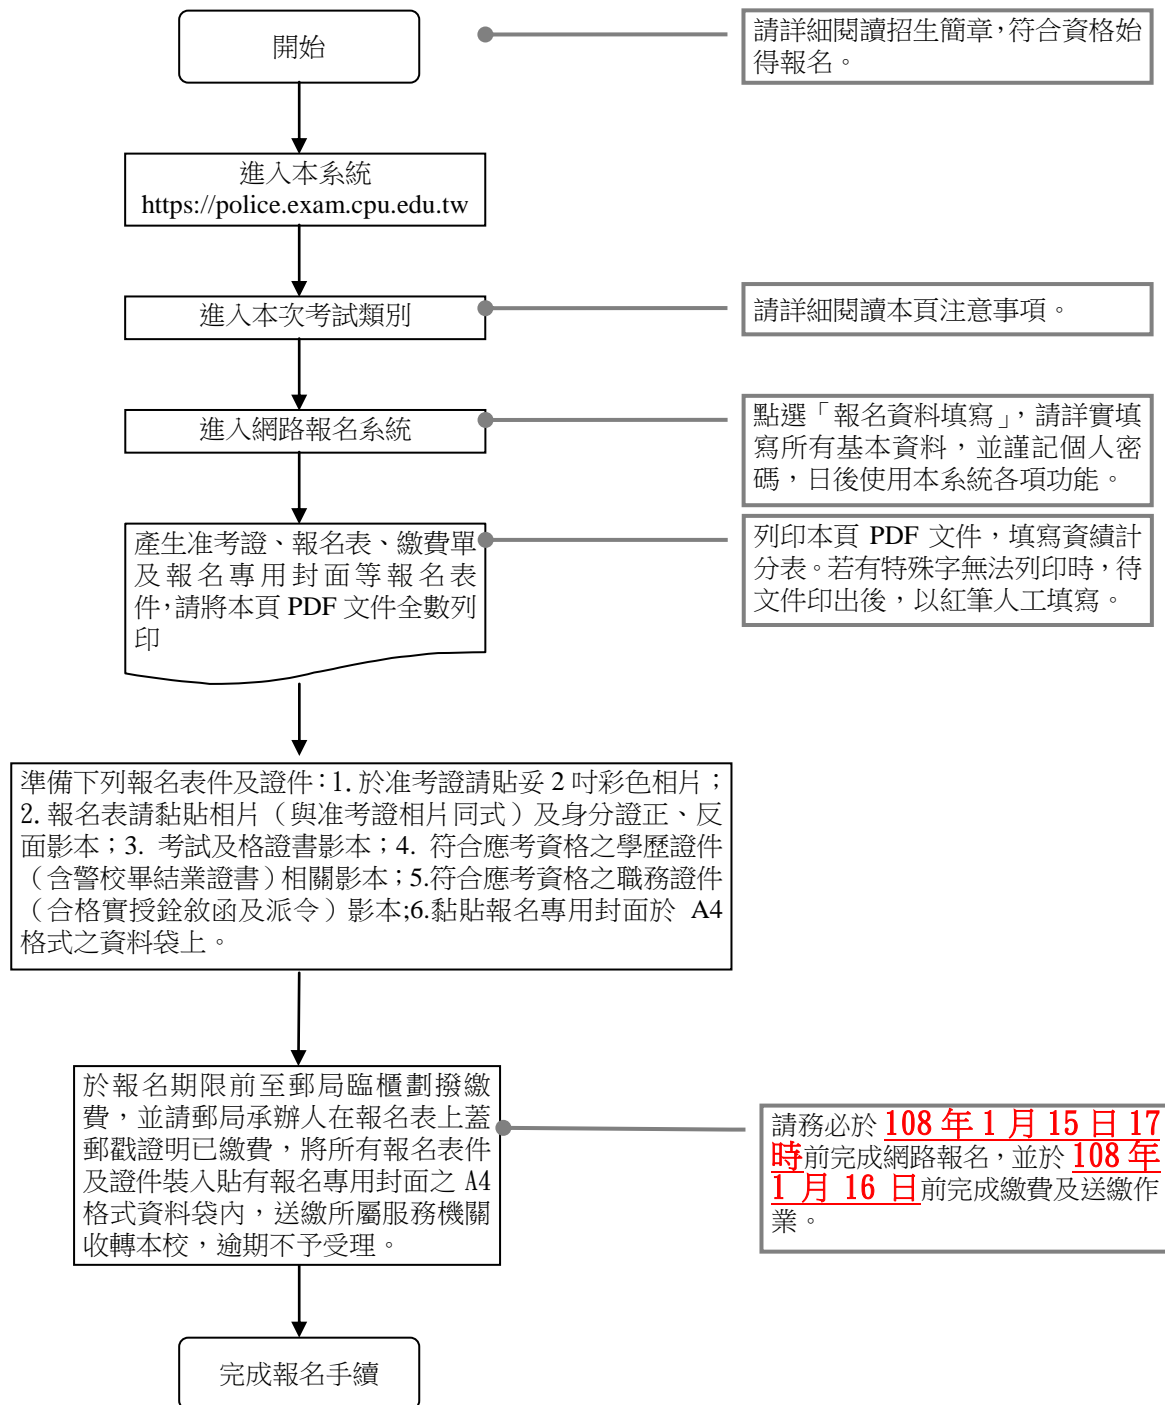 開始
請詳細閱讀招生簡章，符合資格始
得報名。
進入本系統
https://police.exam.cpu.edu.tw
進入本次考試類別
請詳細閱讀本頁注意事項。
進入網路報名系統
點選「報名資料填寫」，請詳實填
寫所有基本資料，並謹記個人密
碼，日後使用本系統各項功能。
產生准考證、報名表、繳費單
及報名專用封面等報名表
件，請將本頁 PDF 文件全數列
印
列印本頁 PDF 文件，填寫資績計
分表。若有特殊字無法列印時，待
文件印出後，以紅筆人工填寫。
準備下列報名表件及證件：1. 於准考證請貼妥 2 吋彩色相片；
2. 報名表請黏貼相片（與准考證相片同式）及身分證正、反
面影本；3. 考試及格證書影本；4. 符合應考資格之學歷證件
（含警校畢結業證書）相關影本；5.符合應考資格之職務證件
（合格實授銓敘函及派令）影本;6.黏貼報名專用封面於 A4
格式之資料袋上。
於報名期限前至郵局臨櫃劃撥繳
費，並請郵局承辦人在報名表上蓋
郵戳證明已繳費，將所有報名表件
及證件裝入貼有報名專用封面之 A4
格式資料袋內，送繳所屬服務機關
收轉本校，逾期不予受理。
請務必於 108 年 1 月 15 日 17
時前完成網路報名，並於 108 年
1 月 16 日前完成繳費及送繳作
業。
完成報名手續